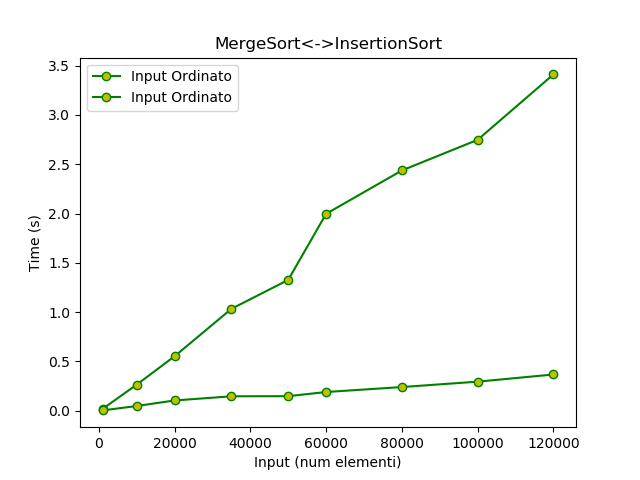 MergeSort<->InsertionSort
Input Ordinato
Input Ordinato
3.5
3.0
2.5
2.0
1.5
1.0
0.5
0.0
Time (s)
0 20000 40000 60000 80000 100000 120000
Input (num elementi)